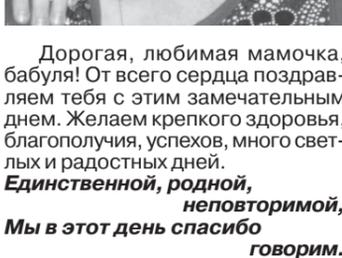 Дорогая, любимая мамочка,
бабуля! От всего сердца поздрав-
ляем тебя с этим замечательным
днем. Желаем крепкого здоровья,
благополучия, успехов, много свет-
лых и радостных дней.
Единственной, родной,
неповторимой,
Мы в этот день спасибо
говорим.